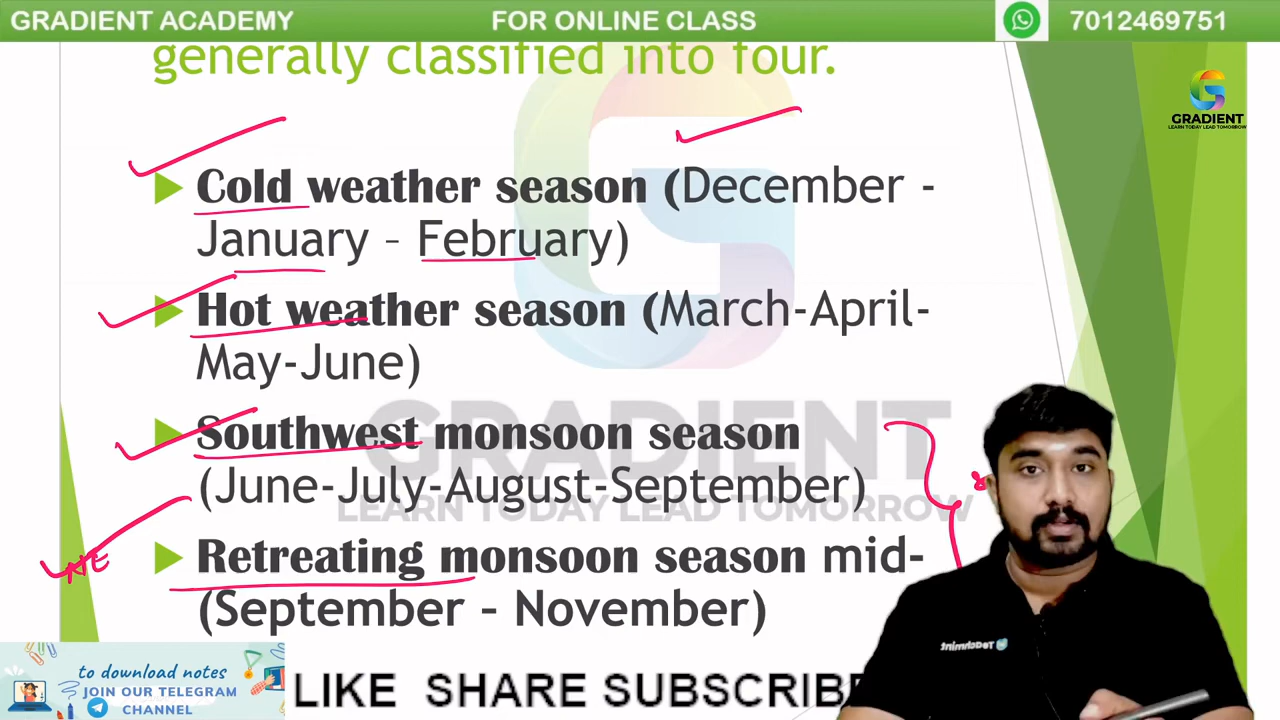 GRADIENT ACADEMY FOR ONLINE CLASS 7012469751
generally classified into four.
GRADIENT
LEARN TODAY LEAD TOMORROW
Cold weather season (December -
January – February)
Hot weather season (March-April-
May-June)
Southwest monsoon season
(June-July-August-September)
GRADIENT
LEARN TODAY LEAD TOMORROW
NE
Retreating monsoon season mid-
(September – November)
to download notes
JOIN OUR TELEGRAM
CHANNEL
LIKE SHARE SUBSCRIBE